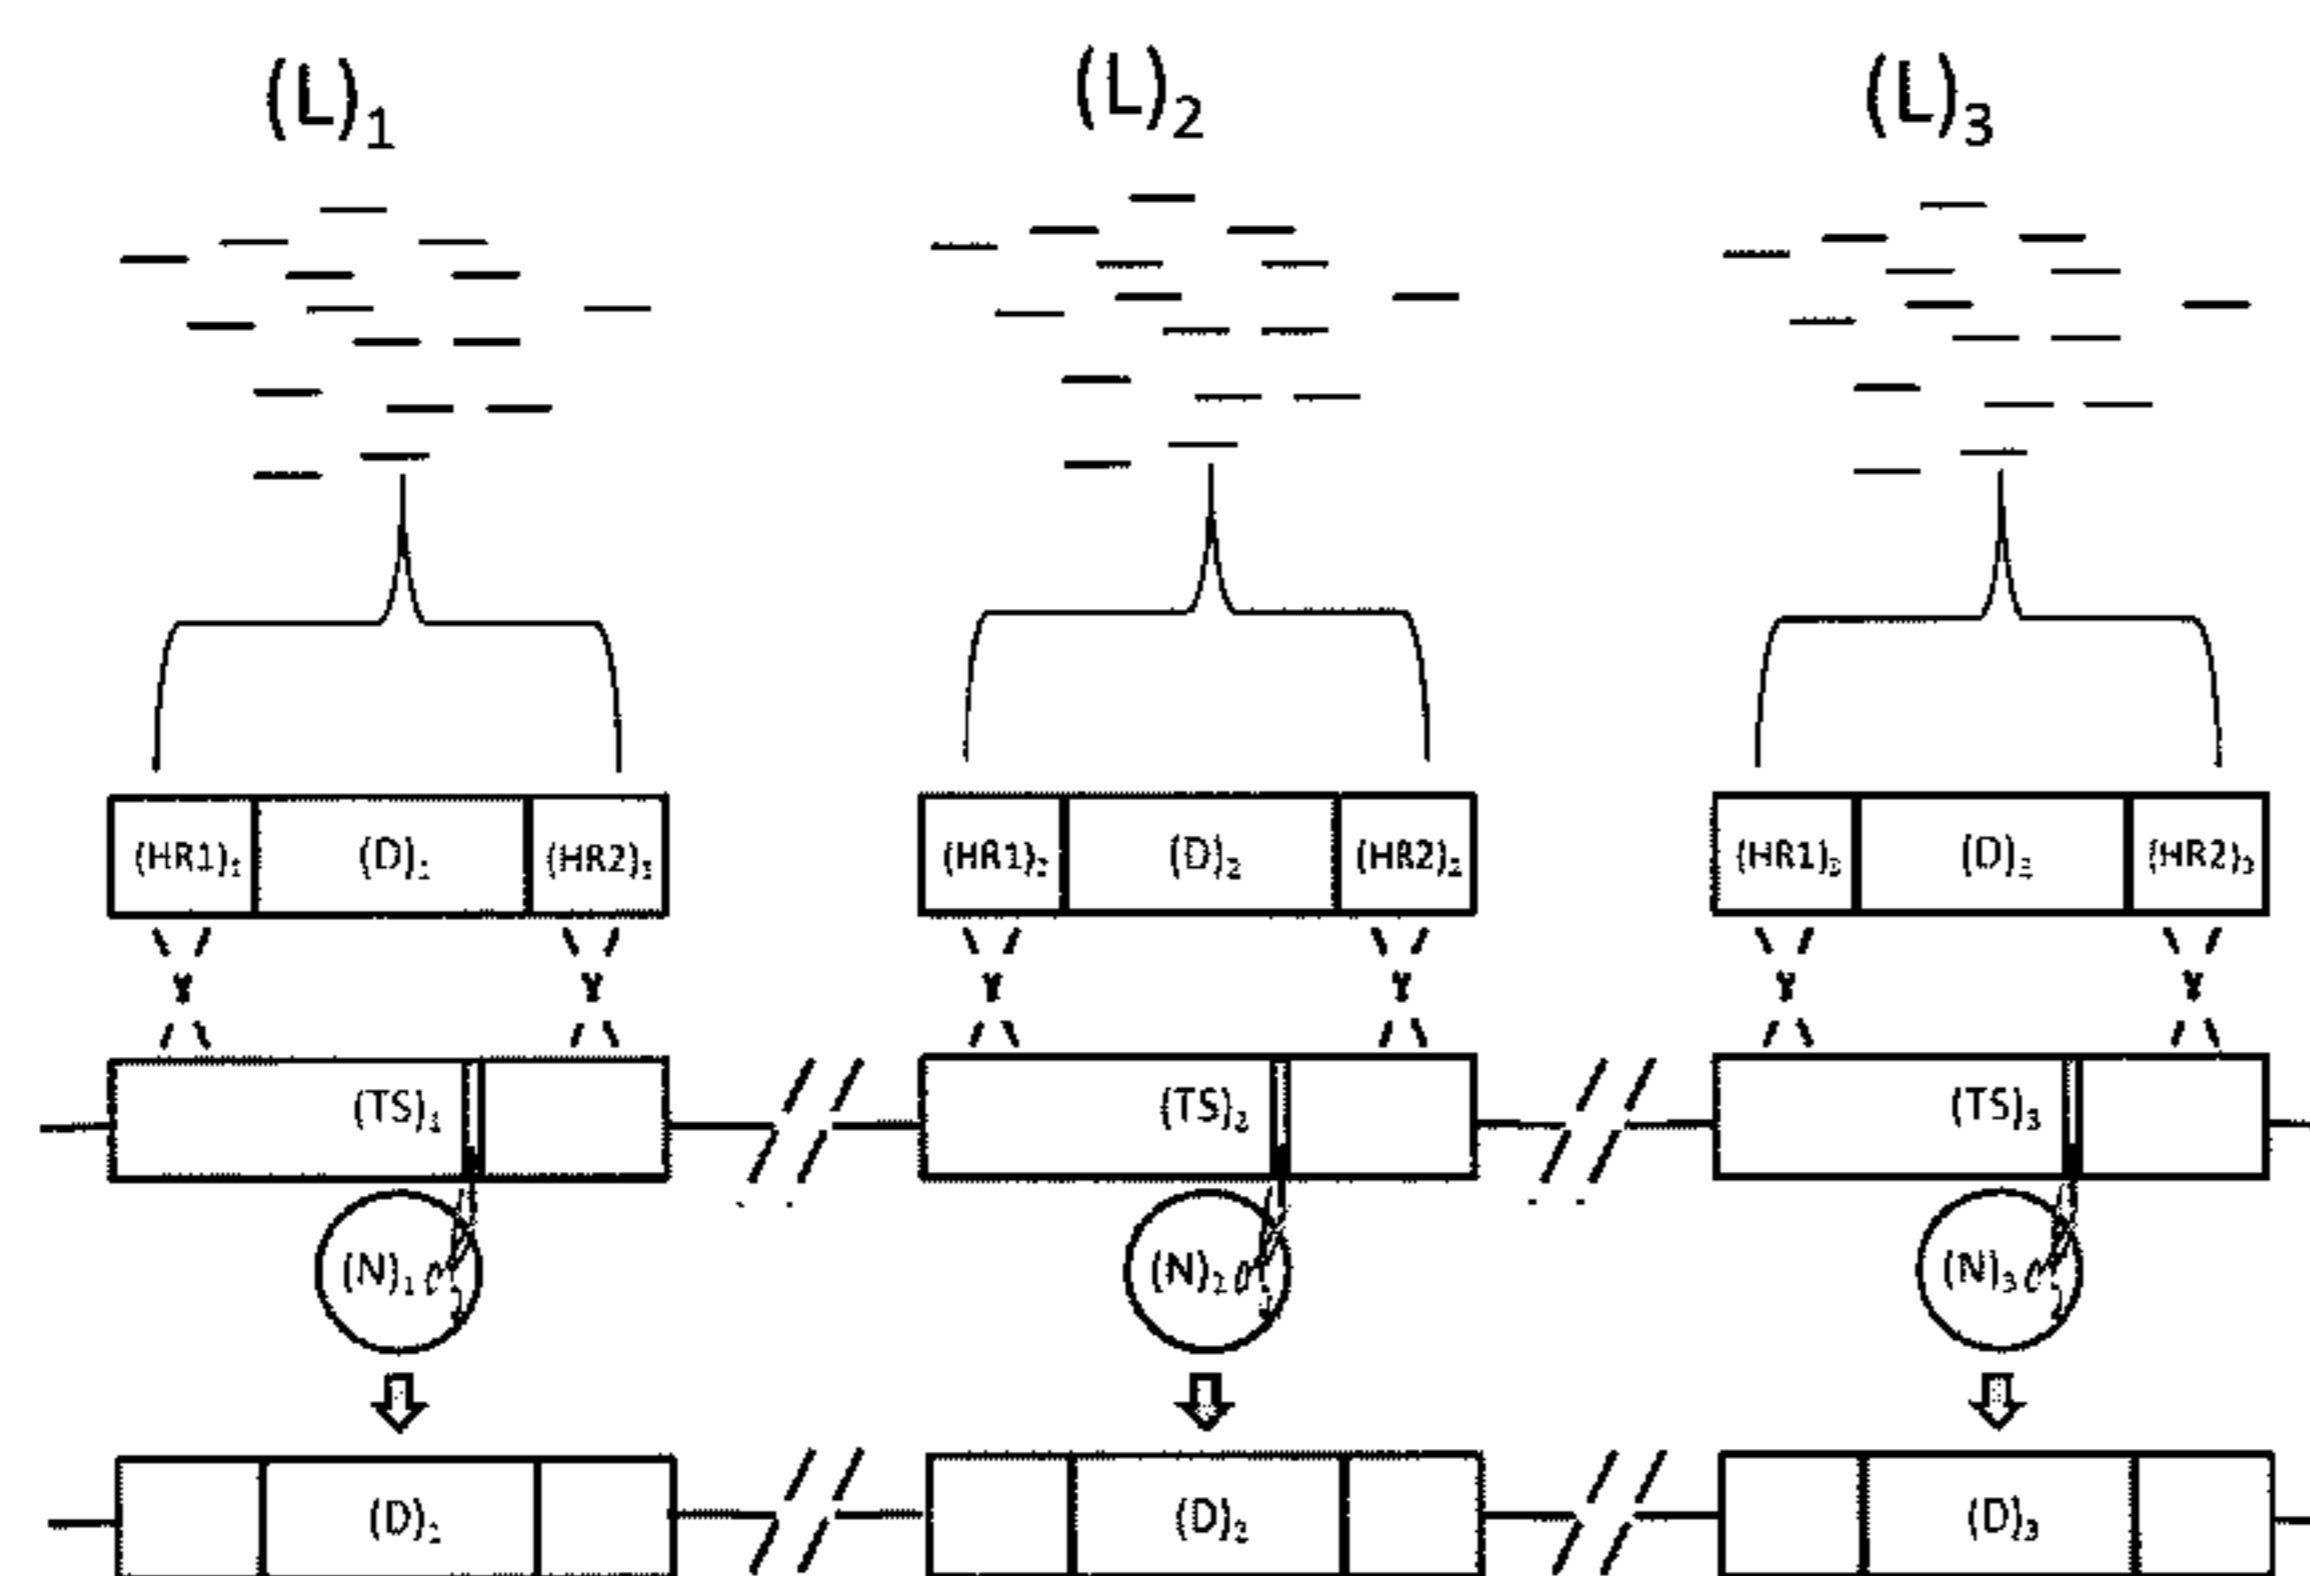 (L)₁ (L)₂ (L)₃
(HR1)₁ (D)₁ (HR2)₁ (HR1)₂ (D)₂ (HR2)₂ (HR1)₃ (D)₃ (HR2)₃
(TS)₁ (TS)₂ (TS)₃
(N)₁ (N)₂ (N)₃
(D)₁ (D)₂ (D)₃